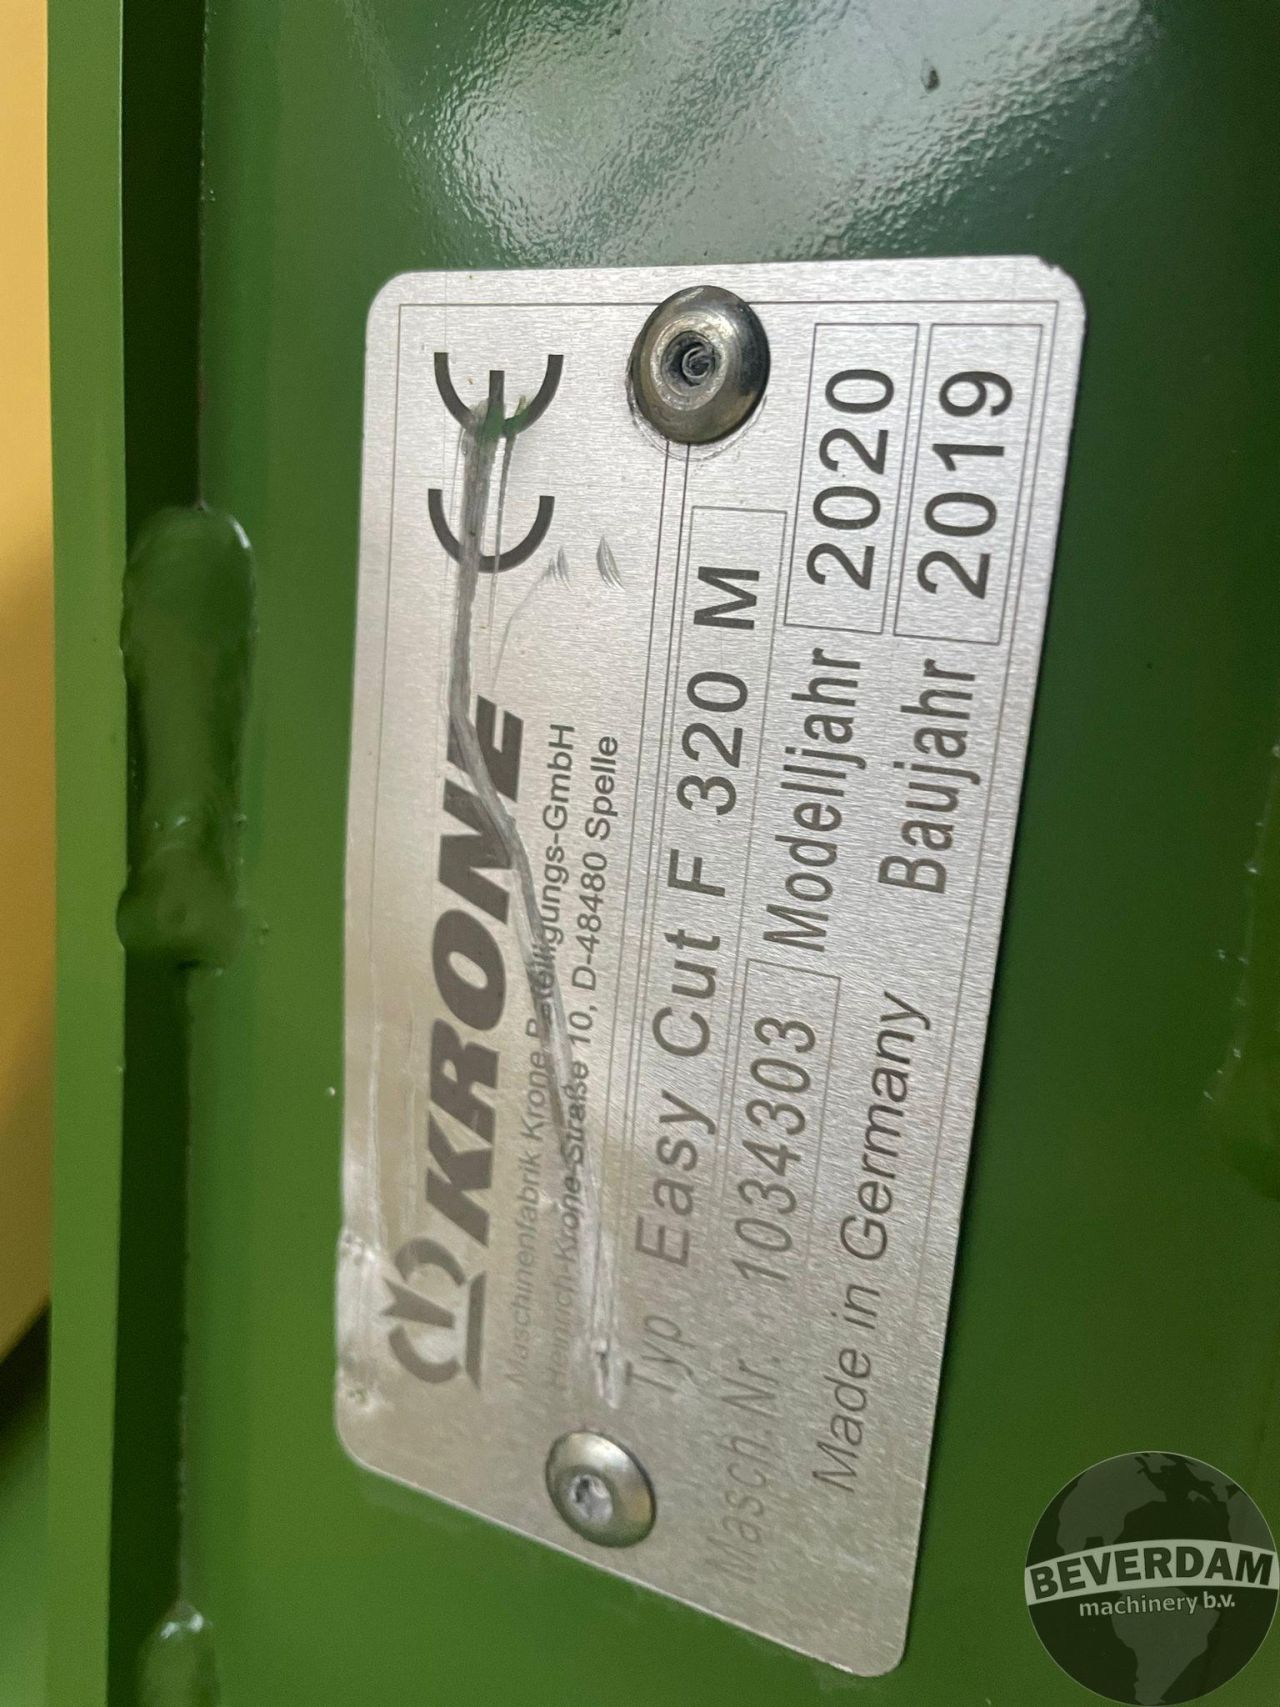 KRONE CE
Maschinenfabrik Krone Beteiligungs-GmbH
Heinrich-Krone-Straße 10, D-48480 Spelle
Typ Easy Cut F 320 M
Masch.Nr. 1034303 Modelljahr 2020
Made in Germany Baujahr 2019
BEVERDAM
machinery b.v.